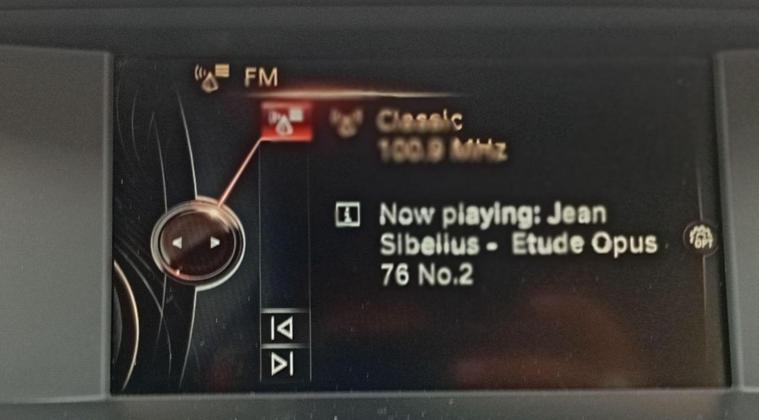 FM
Classic
100.9 MHz
Now playing: Jean
Sibelius - Etude Opus
76 No.2
OPT